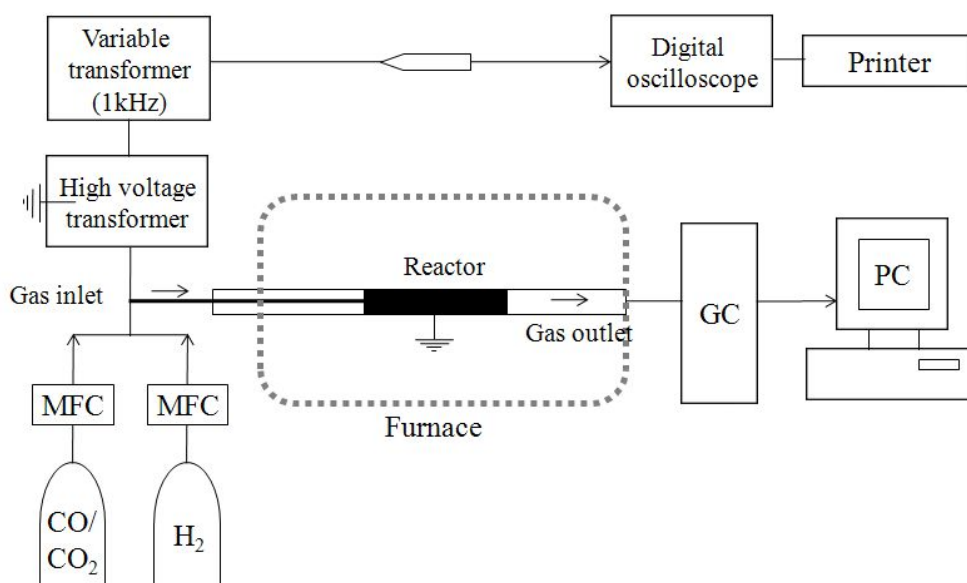 Variable
transformer
(1kHz)
Digital
oscilloscope
Printer
High voltage
transformer
Reactor
Gas inlet
Gas outlet
GC
PC
MFC
MFC
Furnace
CO/
CO₂
H₂